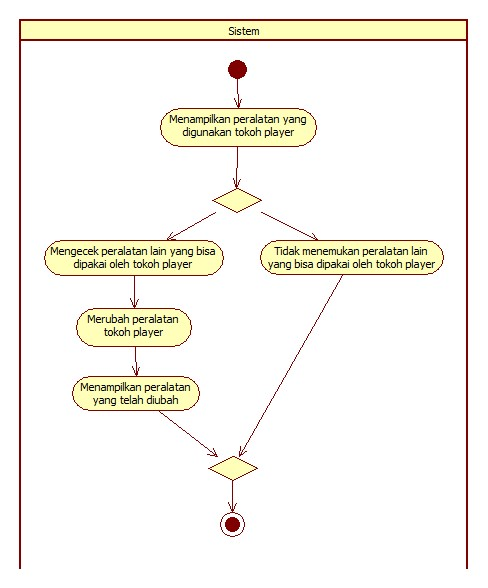 Sistem
Menampilkan peralatan yang
digunakan tokoh player
Mengecek peralatan lain yang bisa
dipakai oleh tokoh player
Tidak menemukan peralatan lain
yang bisa dipakai oleh tokoh player
Merubah peralatan
tokoh player
Menampilkan peralatan
yang telah diubah